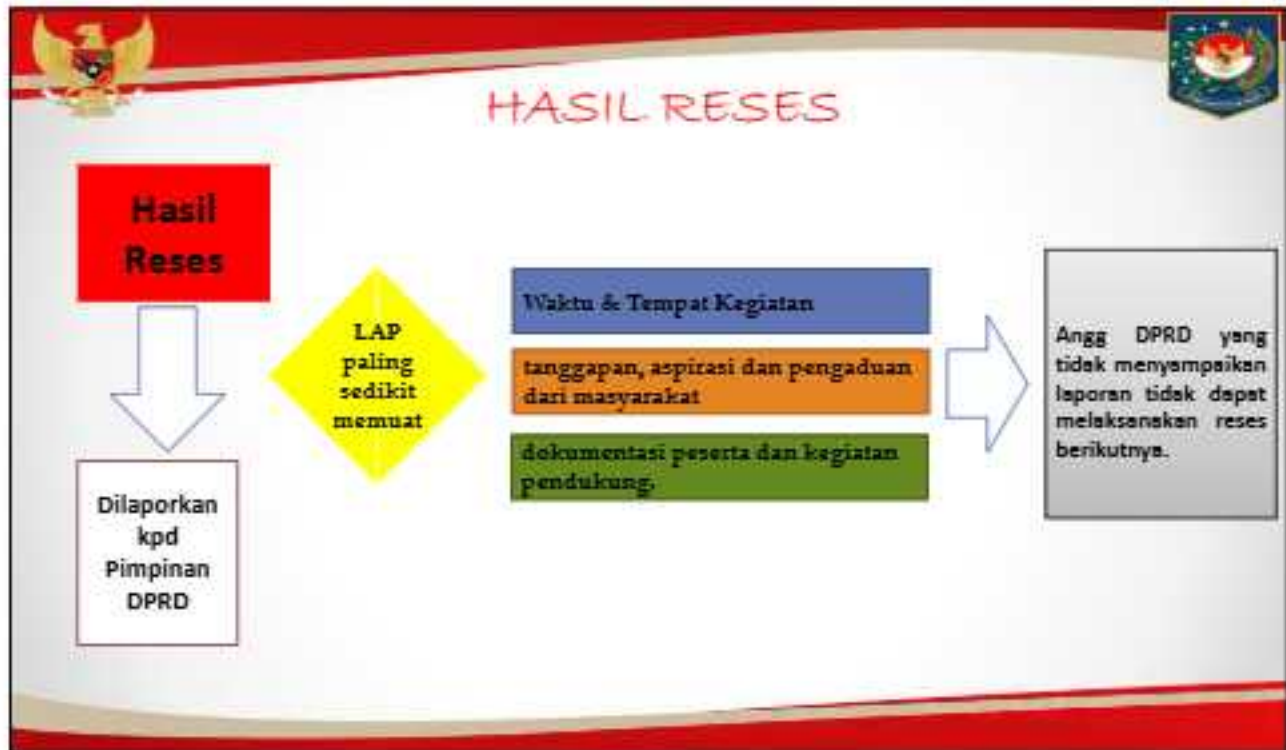 HASIL RESES
Hasil
Reses
Dilaporkan
kpd
Pimpinan
DPRD
LAP
paling
sedikit
memuat
Waktu & Tempat Kegiatan
tanggapan, aspirasi dan pengaduan
dari masyarakat
dokumentasi peserta dan kegiatan
pendukung.
Angg DPRD yang
tidak menyampaikan
laporan tidak dapat
melaksanakan reses
berikutnya.